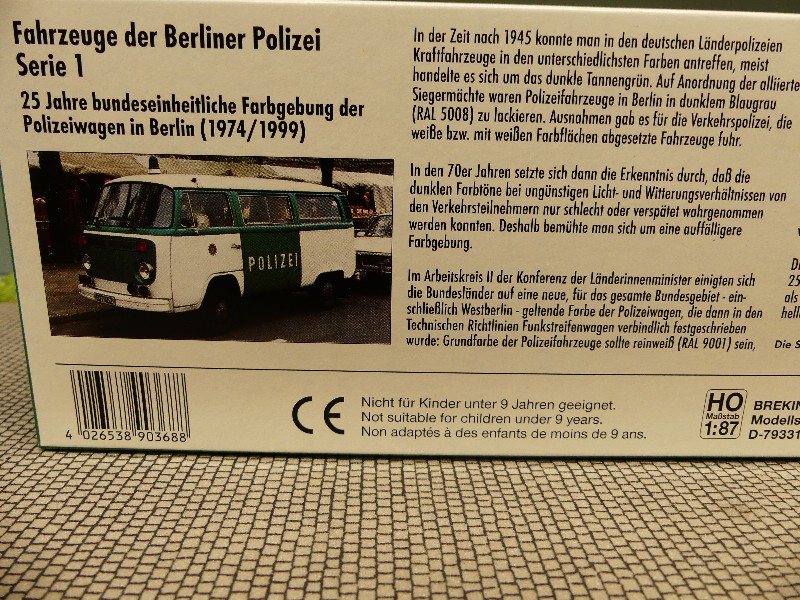 Fahrzeuge der Berliner Polizei
Serie 1
25 Jahre bundeseinheitliche Farbgebung der
Polizeiwagen in Berlin (1974/1999)
POLIZEI
In der Zeit nach 1945 konnte man in den deutschen Länderpolizeien
Kraftfahrzeuge in den unterschiedlichsten Farben antreffen, meist
handelte es sich um das dunkle Tannengrün. Auf Anordnung der alliierte
Siegermächte waren Polizeifahrzeuge in Berlin in dunklem Blaugrau
(RAL 5008) zu lackieren. Ausnahmen gab es für die Verkehrspolizei, die
weiße bzw. mit weißen Farbflächen abgesetzte Fahrzeuge fuhr.
In den 70er Jahren setzte sich dann die Erkenntnis durch, daß die
dunklen Farbtöne bei ungünstigen Licht- und Witterungsverhältnissen von
den Verkehrsteilnehmern nur schlecht oder verspätet wahrgenommen
werden konnten. Deshalb bemühte man sich um eine auffälligere
Farbgebung.
Im Arbeitskreis II der Konferenz der Länderinnenminister einigten sich
die Bundesländer auf eine neue, für das gesamte Bundesgebiet - ein-
schließlich Westberlin - geltende Farbe der Polizeiwagen, die dann in den
Technischen Richtlinien Funkstreifenwagen verbindlich festgeschrieben
wurde: Grundfarbe der Polizeifahrzeuge sollte reinweiß (RAL 9001) sein,
25
als
hell
Die S
4 026538 903688
CE
Nicht für Kinder unter 9 Jahren geeignet.
Not suitable for children under 9 years.
Non adaptés à des enfants de moins de 9 ans.
HO
Maßstab
1:87
BREKIN
Modells
D-79331